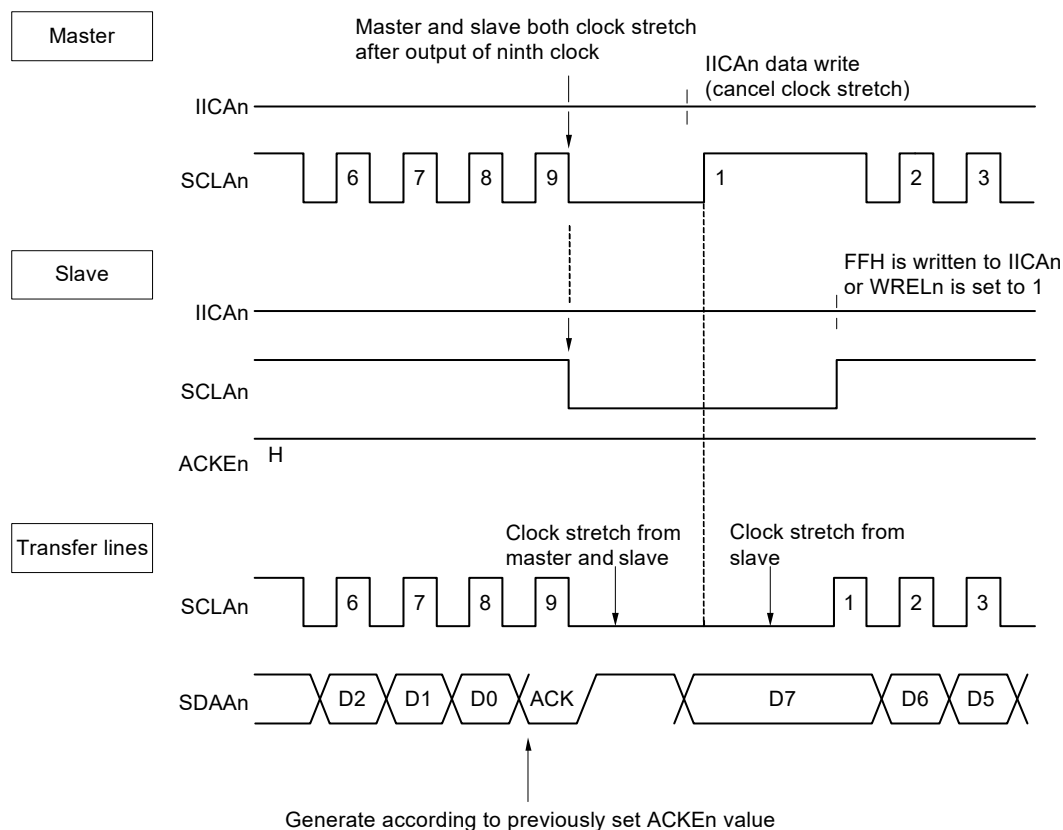 Master
Master and slave both clock stretch
after output of ninth clock
IICAn data write
(cancel clock stretch)
IICAn
SCLAn
6 7 8 9 1 2 3
Slave
FFH is written to IICAn
or WRELn is set to 1
IICAn
SCLAn
ACKEn
H
Transfer lines
Clock stretch from
master and slave
Clock stretch from
slave
SCLAn
6 7 8 9 1 2 3
SDAAn
D2 D1 D0 ACK D7 D6 D5
Generate according to previously set ACKEn value